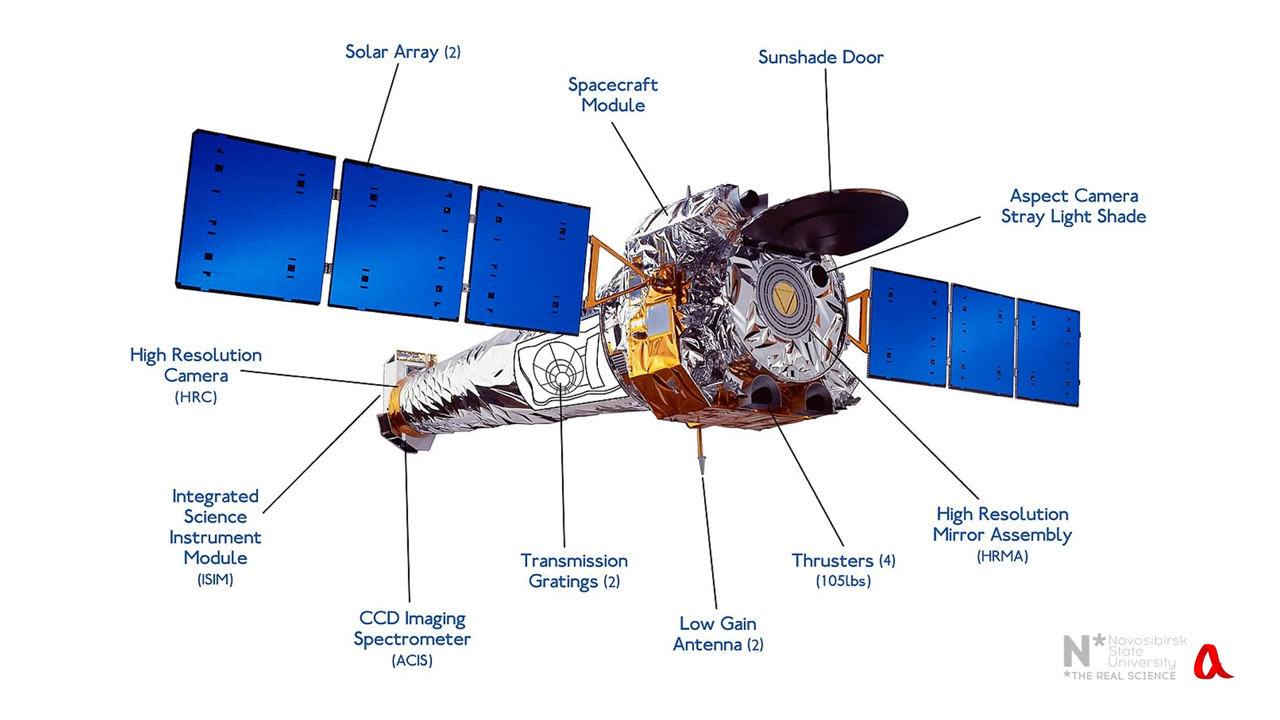 Solar Array (2)
Sunshade Door
Spacecraft
Module
Aspect Camera
Stray Light Shade
High Resolution
Camera
(HRC)
Integrated
Science
Instrument
Module
(ISIM)
CCD Imaging
Spectrometer
(ACIS)
Transmission
Gratings (2)
Low Gain
Antenna (2)
Thrusters (4)
(105lbs)
High Resolution
Mirror Assembly
(HRMA)
N*
Novosibirsk
State
University
*THE REAL SCIENCE
a